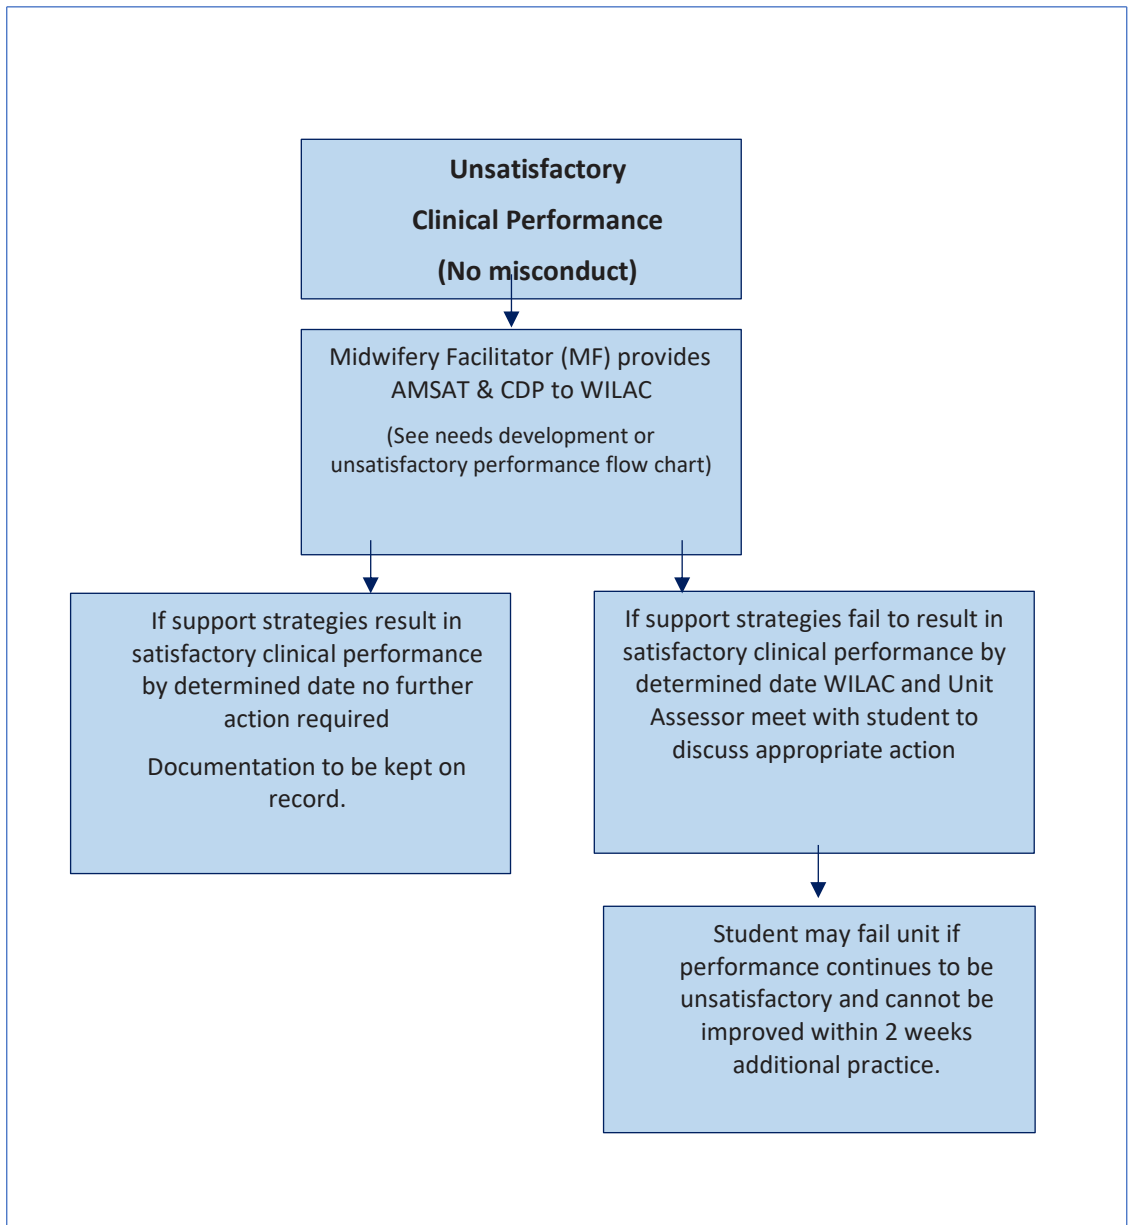 Unsatisfactory
Clinical Performance
(No misconduct)
Midwifery Facilitator (MF) provides
AMSAT & CDP to WILAC
(See needs development or
unsatisfactory performance flow chart)
If support strategies result in
satisfactory clinical performance
by determined date no further
action required
Documentation to be kept on
record.
If support strategies fail to result in
satisfactory clinical performance by
determined date WILAC and Unit
Assessor meet with student to
discuss appropriate action
Student may fail unit if
performance continues to be
unsatisfactory and cannot be
improved within 2 weeks
additional practice.